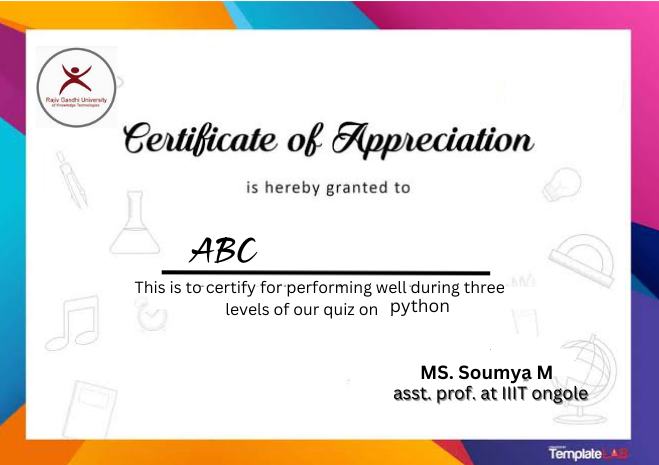 Rajiv Gandhi University
of Knowledge Technologies
Certificate of Appreciation
is hereby granted to
ABC
This is to certify for performing well during three
levels of our quiz on python
MS. Soumya M
asst. prof. at IIIT ongole
TemplateLAB